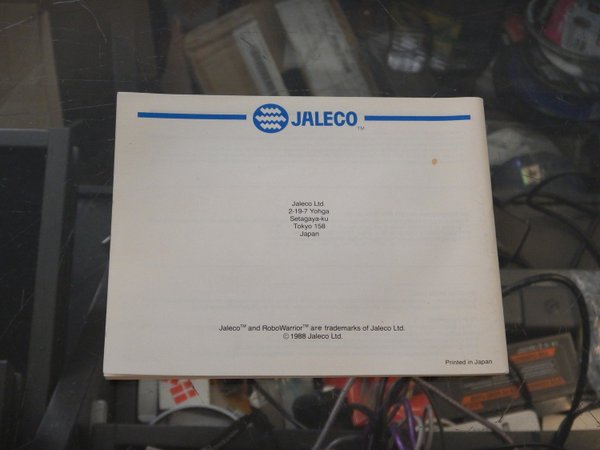 JALECO TM
Jaleco Ltd.
2-19-7 Yohga
Setagaya-ku
Tokyo 158
Japan
Jaleco™ and RoboWarrior™ are trademarks of Jaleco Ltd.
© 1988 Jaleco Ltd.
Printed in Japan